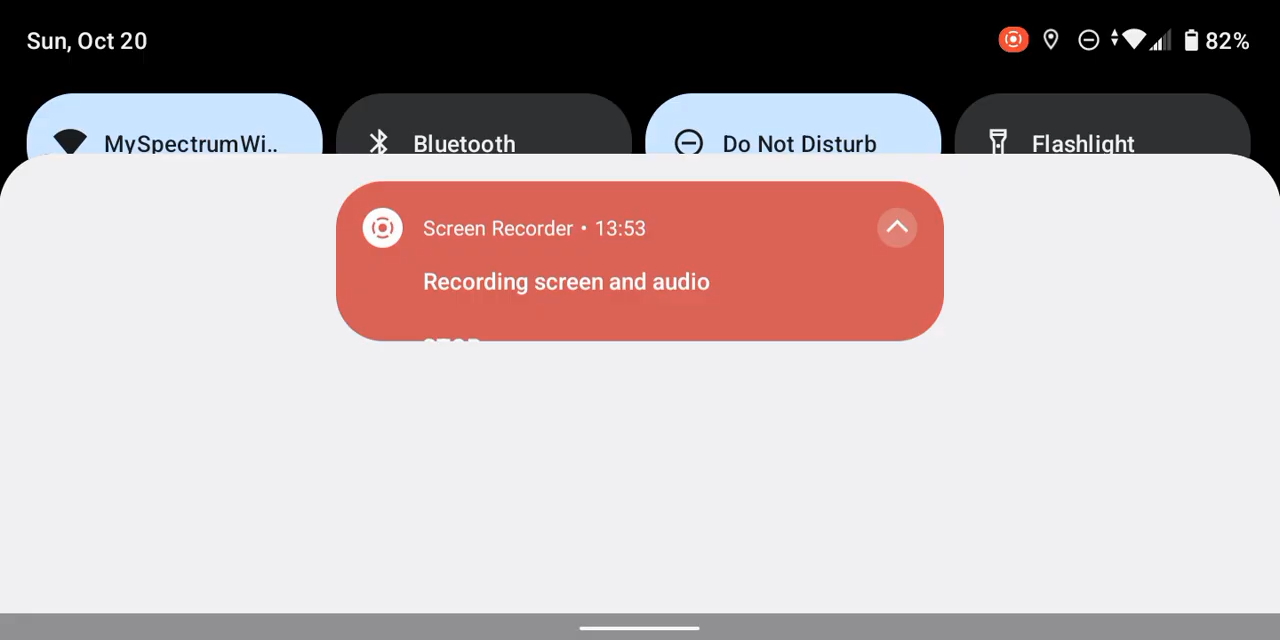 Sun, Oct 20
82%
MySpectrumWi..
Bluetooth
Do Not Disturb
Flashlight
Screen Recorder • 13:53
Recording screen and audio